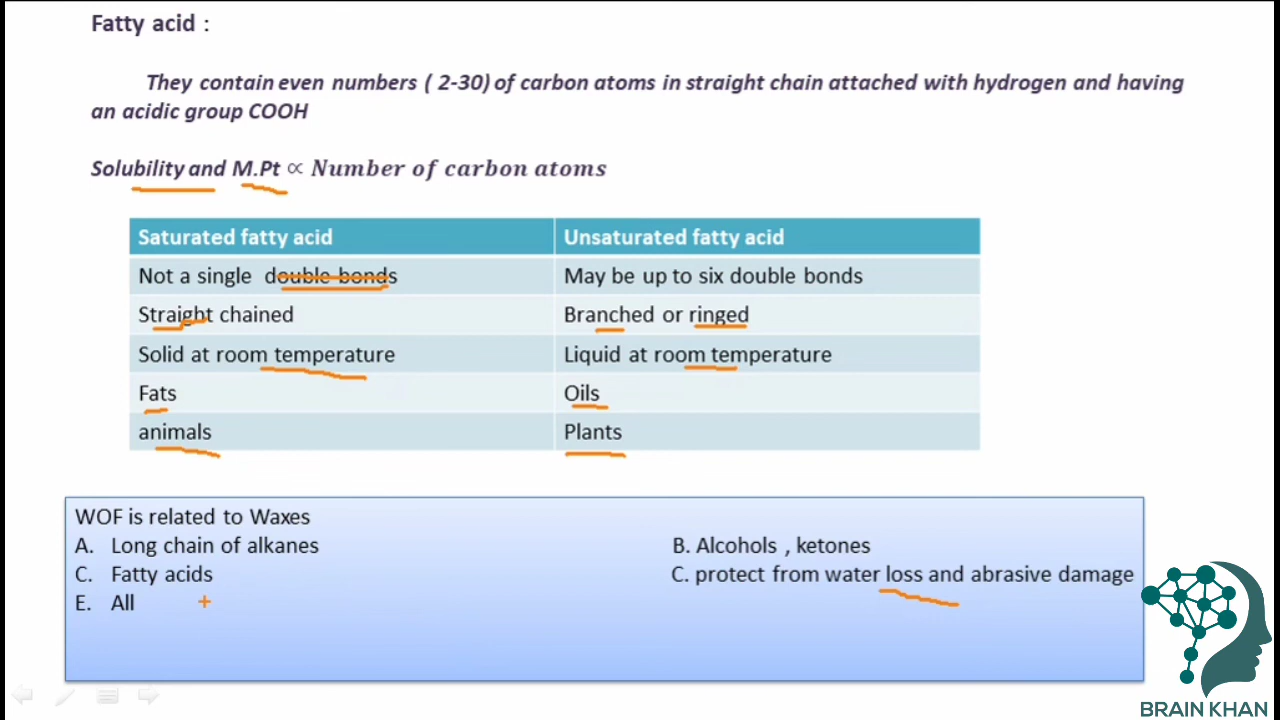 Fatty acid :
They contain even numbers ( 2-30) of carbon atoms in straight chain attached with hydrogen and having
an acidic group COOH
Solubility and M.Pt ∝ Number of carbon atoms
Saturated fatty acid Unsaturated fatty acid
Not a single double bonds May be up to six double bonds
Straight chained Branched or ringed
Solid at room temperature Liquid at room temperature
Fats Oils
animals Plants
WOF is related to Waxes
A. Long chain of alkanes B. Alcohols , ketones
C. Fatty acids C. protect from water loss and abrasive damage
E. All
BRAIN KHAN